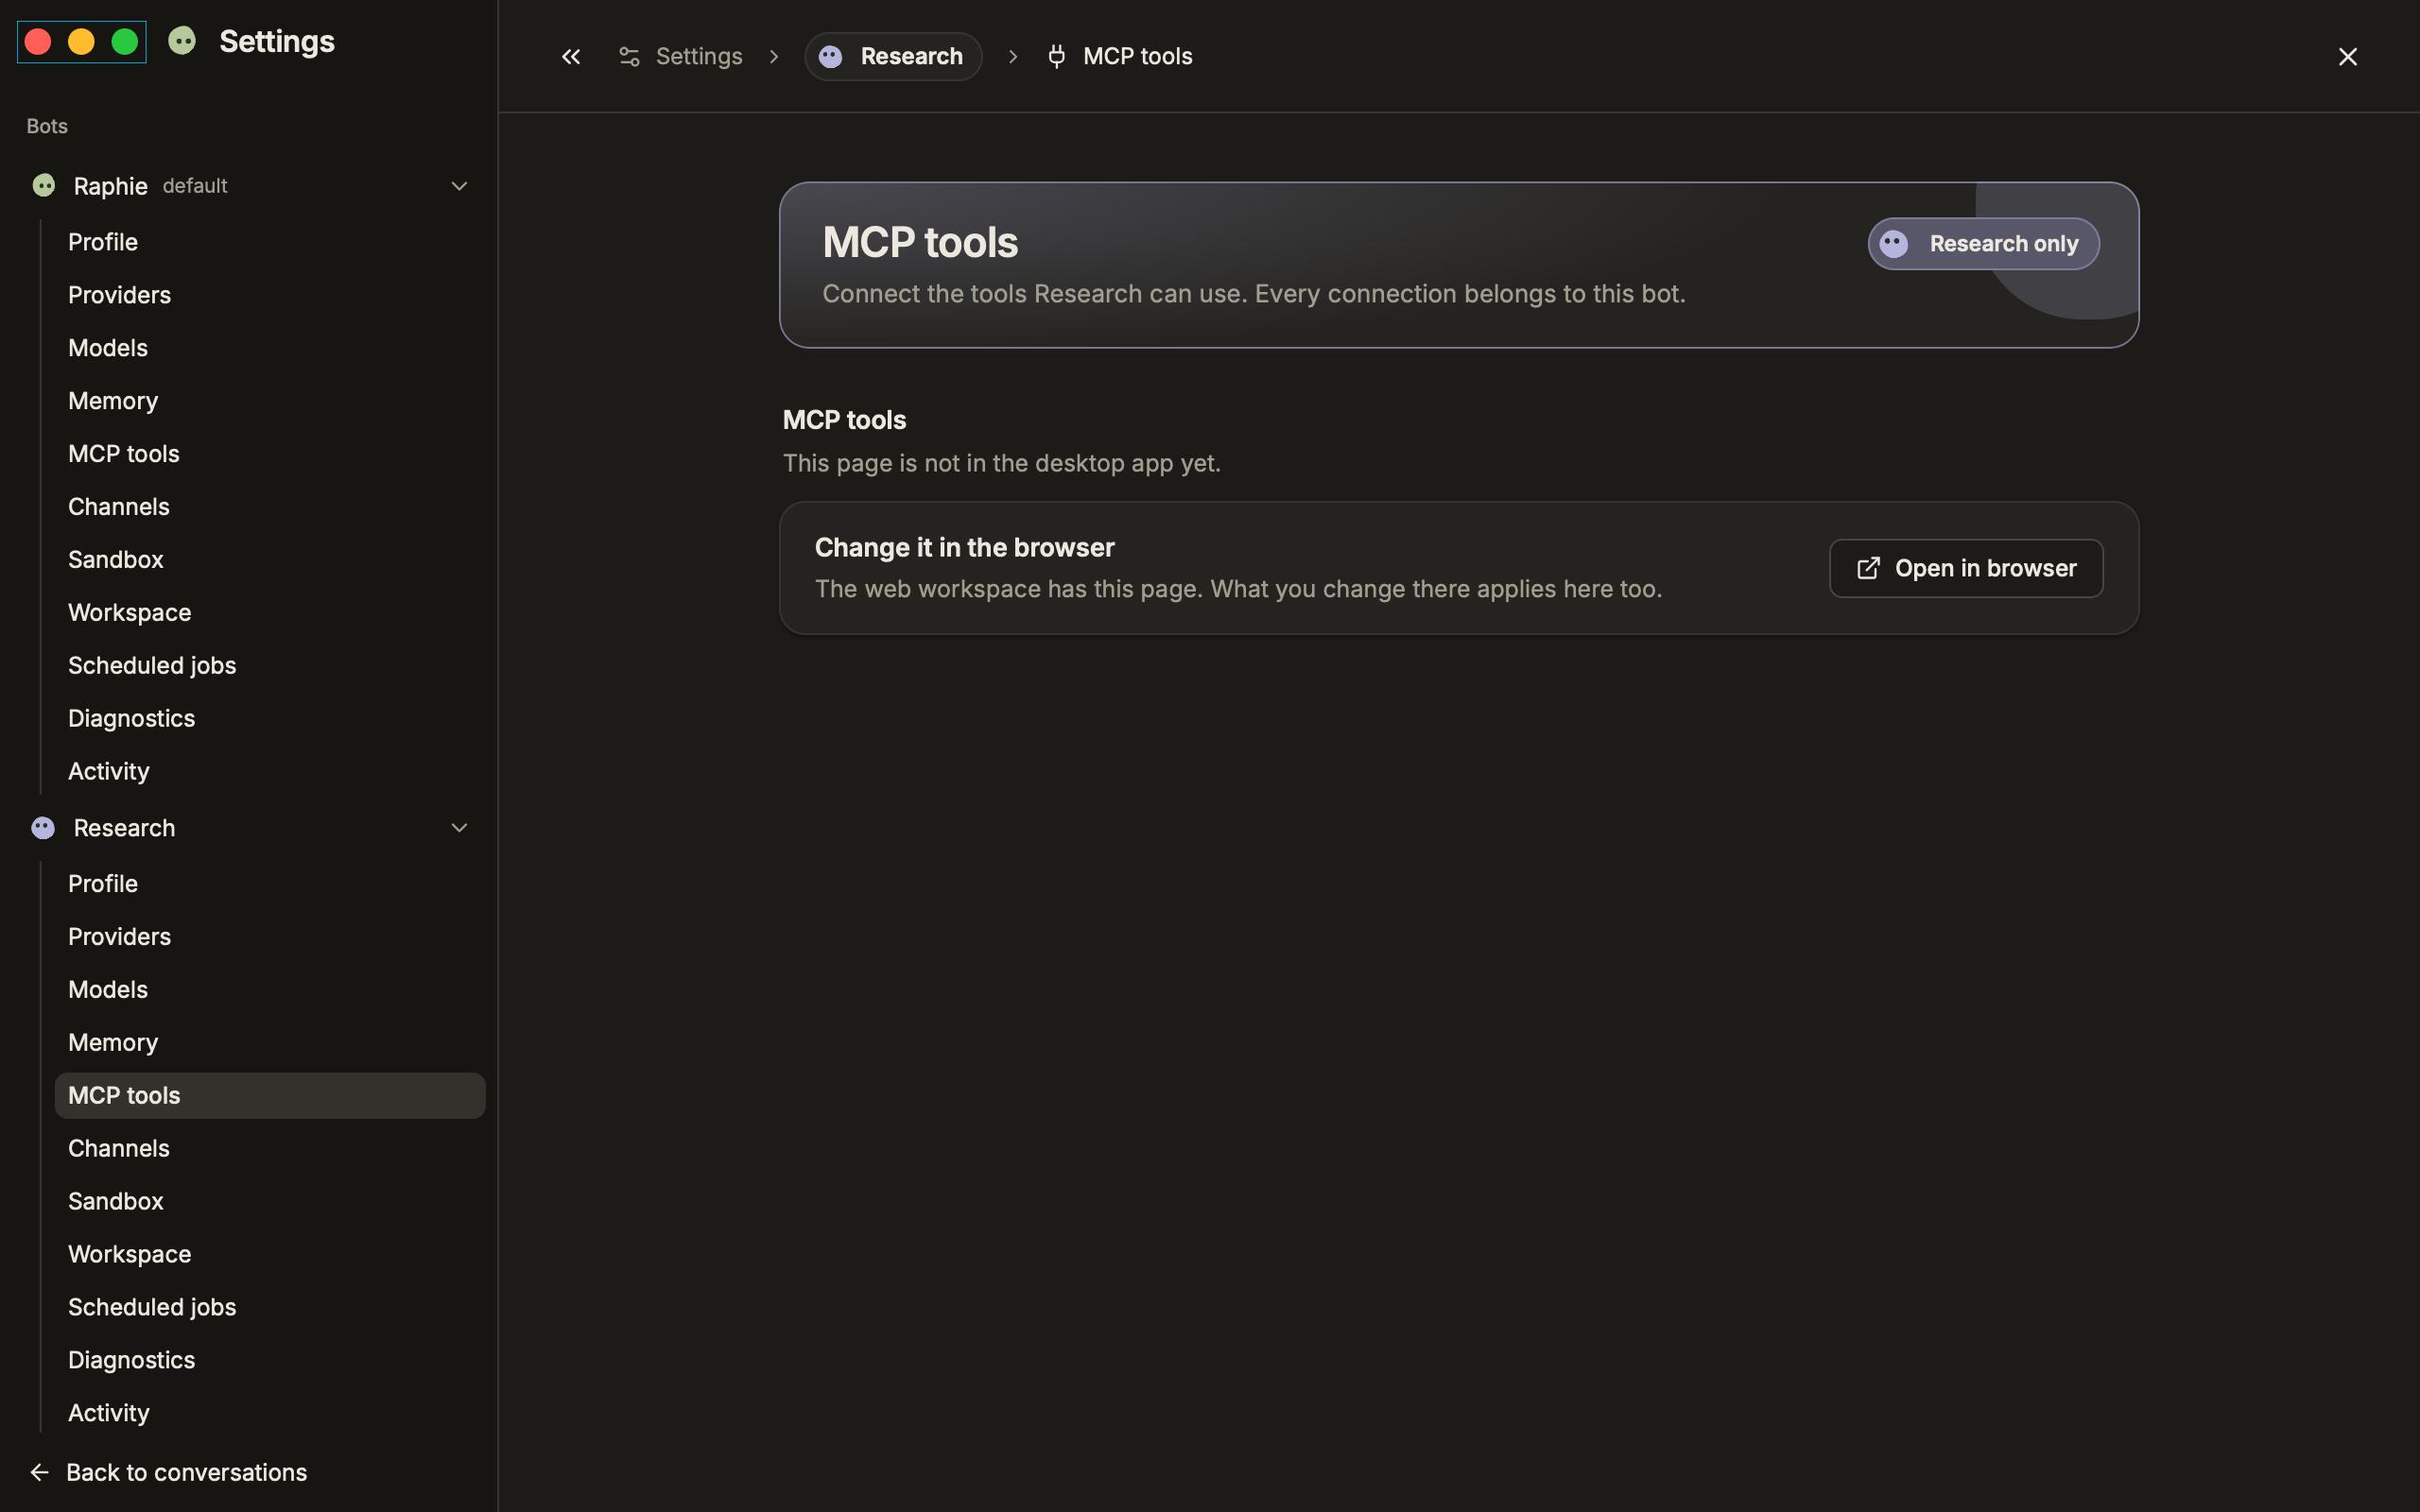 Settings
Bots
Raphie default
Profile
Providers
Models
Memory
MCP tools
Channels
Sandbox
Workspace
Scheduled jobs
Diagnostics
Activity
Research
Profile
Providers
Models
Memory
MCP tools
Channels
Sandbox
Workspace
Scheduled jobs
Diagnostics
Activity
Back to conversations
Settings > Research > MCP tools
MCP tools
Research only
Connect the tools Research can use. Every connection belongs to this bot.
MCP tools
This page is not in the desktop app yet.
Change it in the browser
The web workspace has this page. What you change there applies here too.
Open in browser